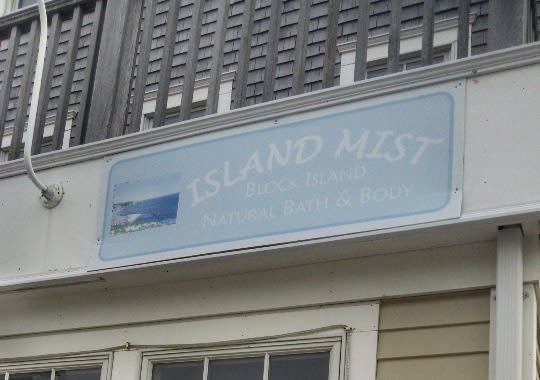 ISLAND MIST
BLOCK ISLAND
NATURAL BATH & BODY